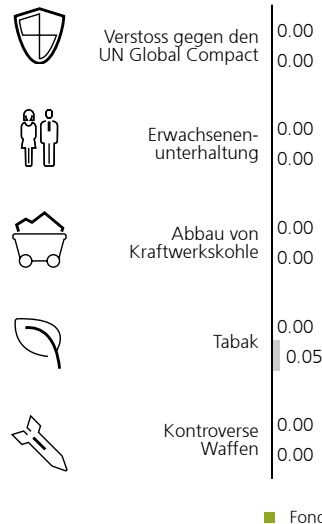 Verstoss gegen den
UN Global Compact
0.00
0.00
Erwachsenen-
unterhaltung
0.00
0.00
Abbau von
Kraftwerkskohle
0.00
0.00
Tabak
0.00
0.05
Kontroverse
Waffen
0.00
0.00